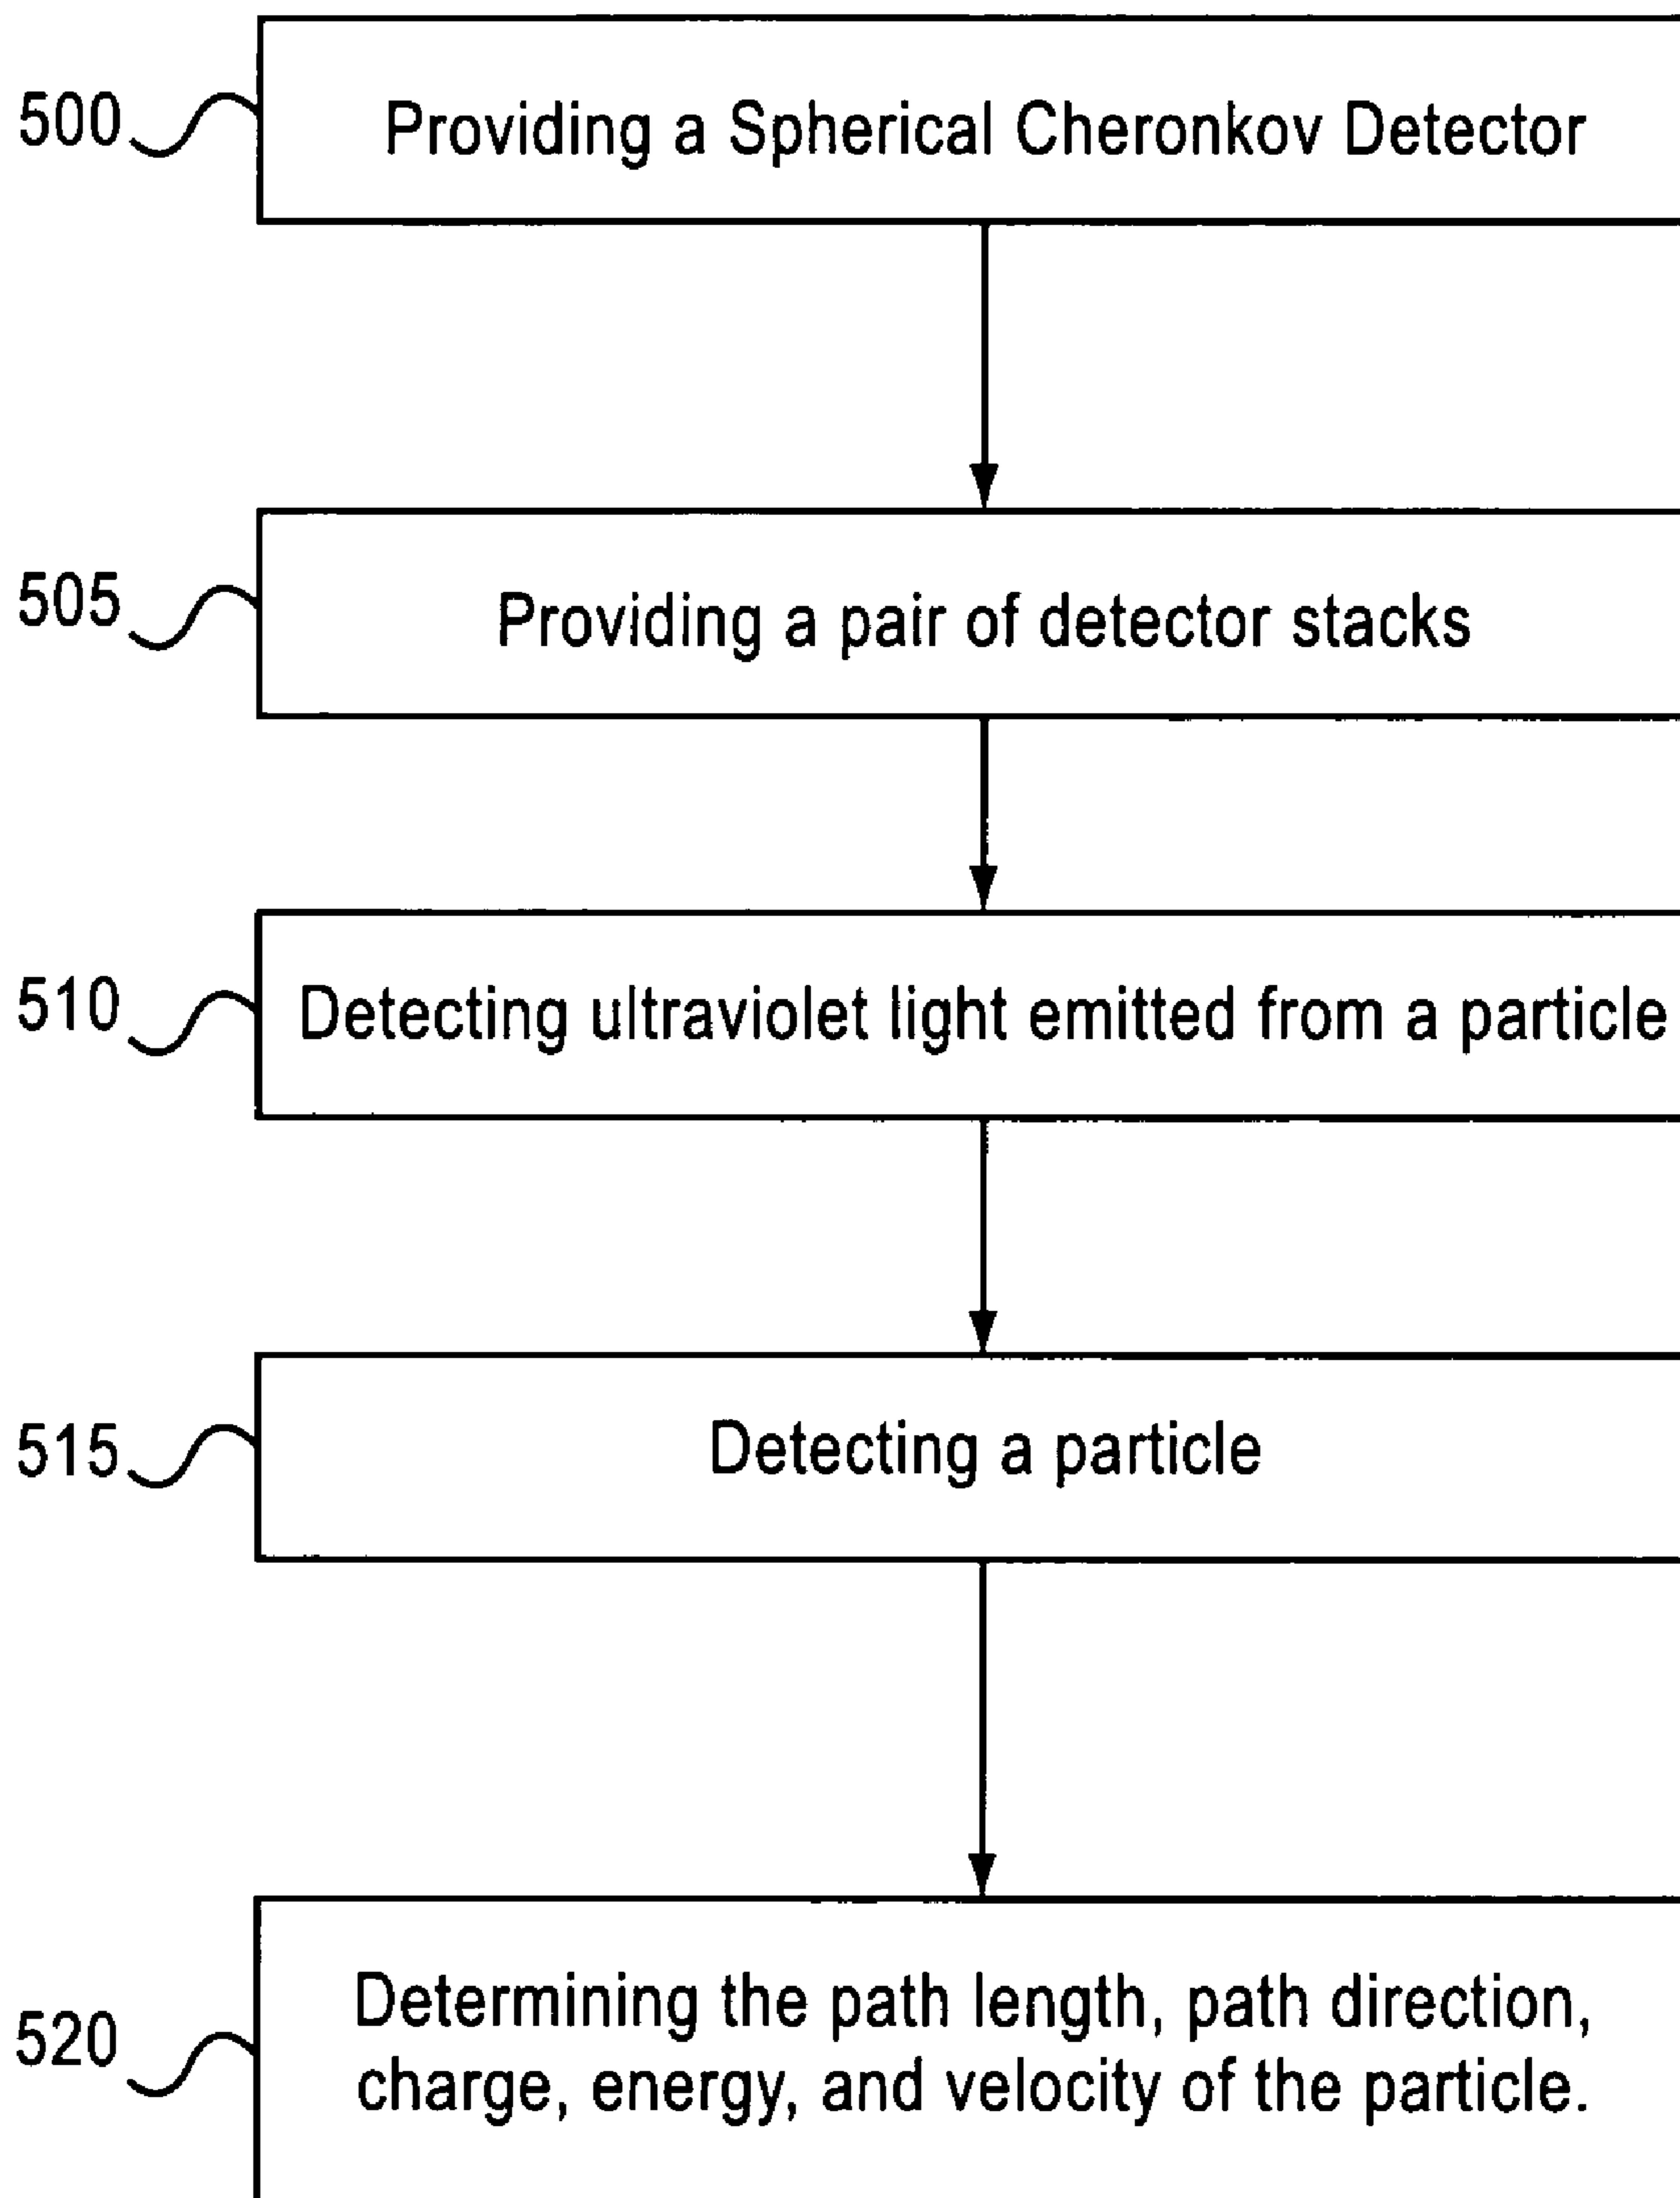 500 Providing a Spherical Cheronkov Detector
505 Providing a pair of detector stacks
510 Detecting ultraviolet light emitted from a particle
515 Detecting a particle
520 Determining the path length, path direction,
charge, energy, and velocity of the particle.